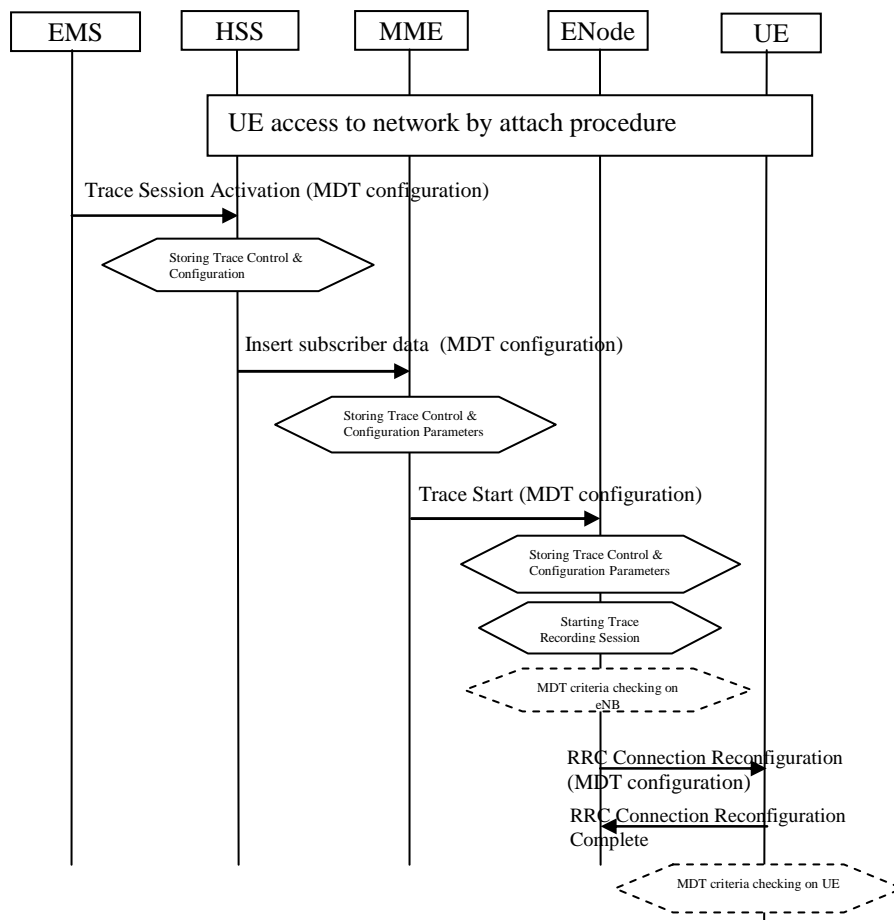 EMS
HSS
MME
ENode
UE
UE access to network by attach procedure
Trace Session Activation (MDT configuration)
Storing Trace Control &
Configuration
Insert subscriber data (MDT configuration)
Storing Trace Control &
Configuration Parameters
Trace Start (MDT configuration)
Storing Trace Control &
Configuration Parameters
Starting Trace
Recording Session
MDT criteria checking on
eNB
RRC Connection Reconfiguration
(MDT configuration)
RRC Connection Reconfiguration
Complete
MDT criteria checking on UE